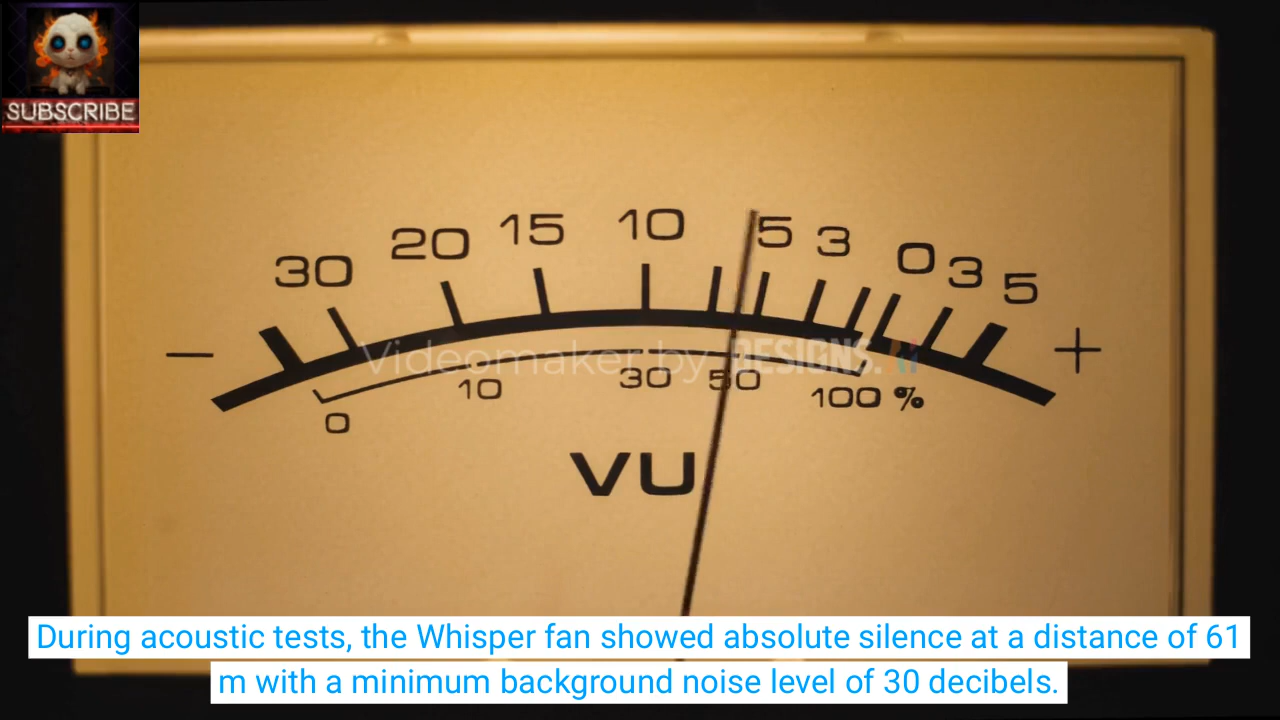 SUBSCRIBE
30 20 15 10 5 3 0 3 5
− +
Videomaker by DESIGNS.
0 10 30 50 100 %
VU
During acoustic tests, the Whisper fan showed absolute silence at a distance of 61
m with a minimum background noise level of 30 decibels.